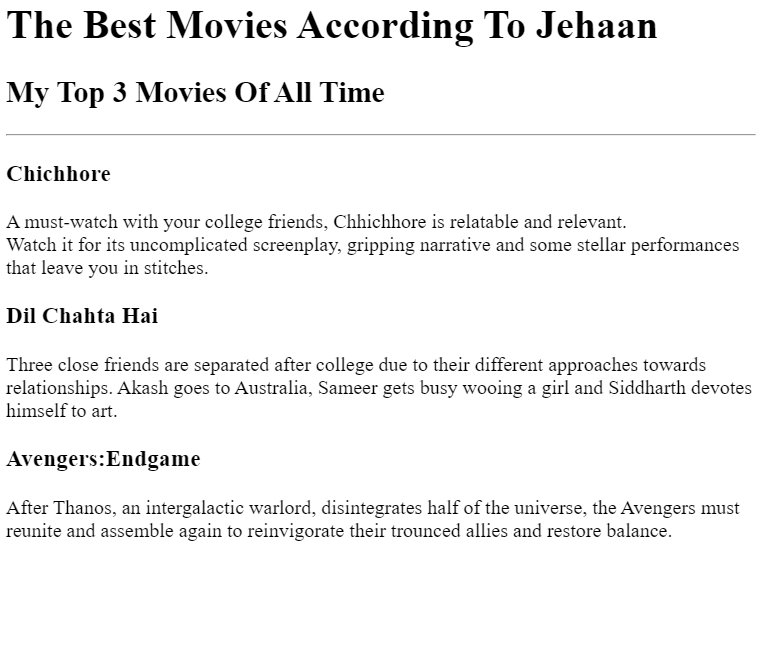 The Best Movies According To Jehaan
My Top 3 Movies Of All Time
Chichhore
A must-watch with your college friends, Chhichhore is relatable and relevant.
Watch it for its uncomplicated screenplay, gripping narrative and some stellar performances
that leave you in stitches.
Dil Chahta Hai
Three close friends are separated after college due to their different approaches towards
relationships. Akash goes to Australia, Sameer gets busy wooing a girl and Siddharth devotes
himself to art.
Avengers:Endgame
After Thanos, an intergalactic warlord, disintegrates half of the universe, the Avengers must
reunite and assemble again to reinvigorate their trounced allies and restore balance.